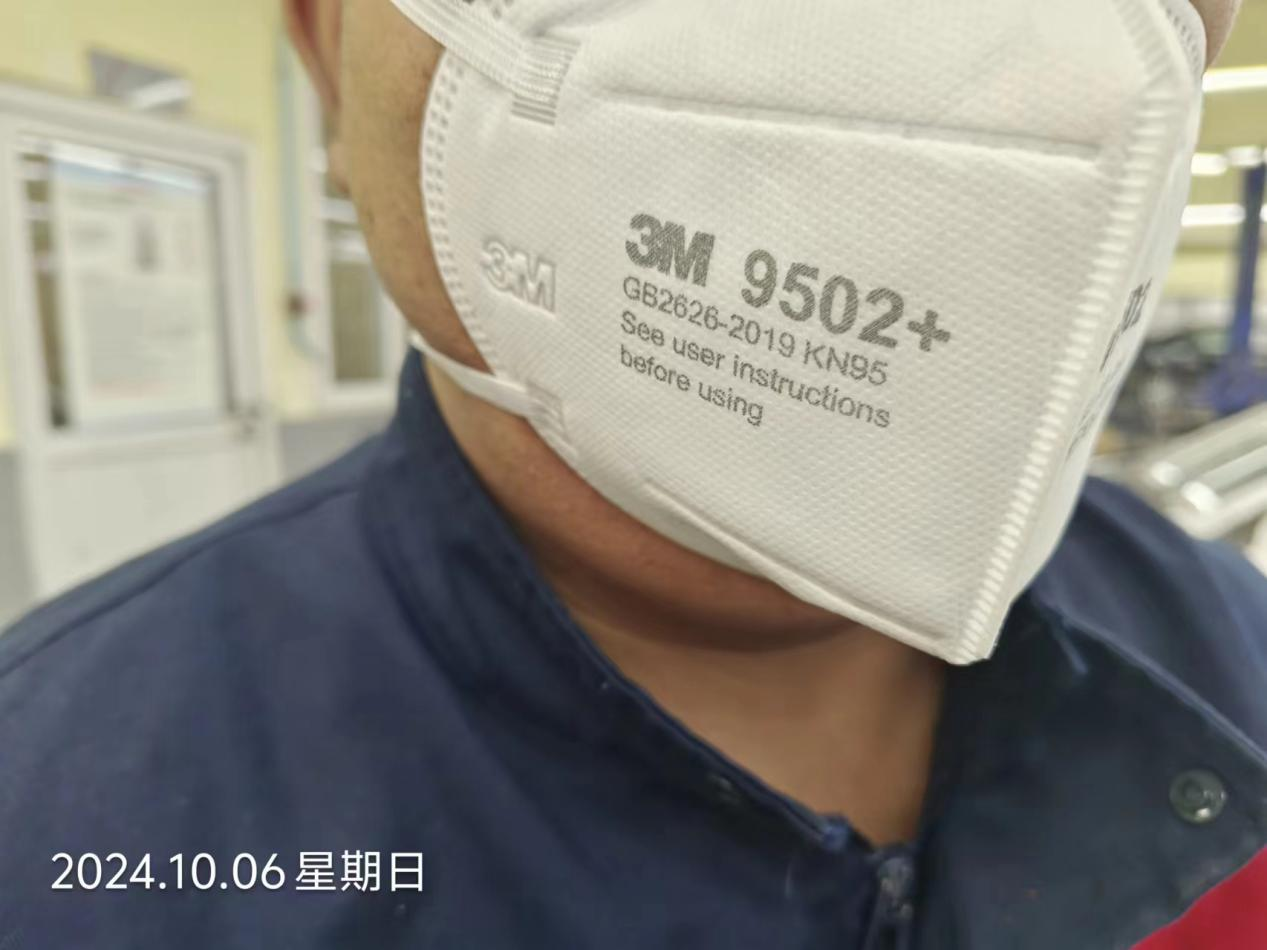 3M
3M 9502+
GB2626-2019 KN95
See user instructions
before using
2024.10.06 星期日